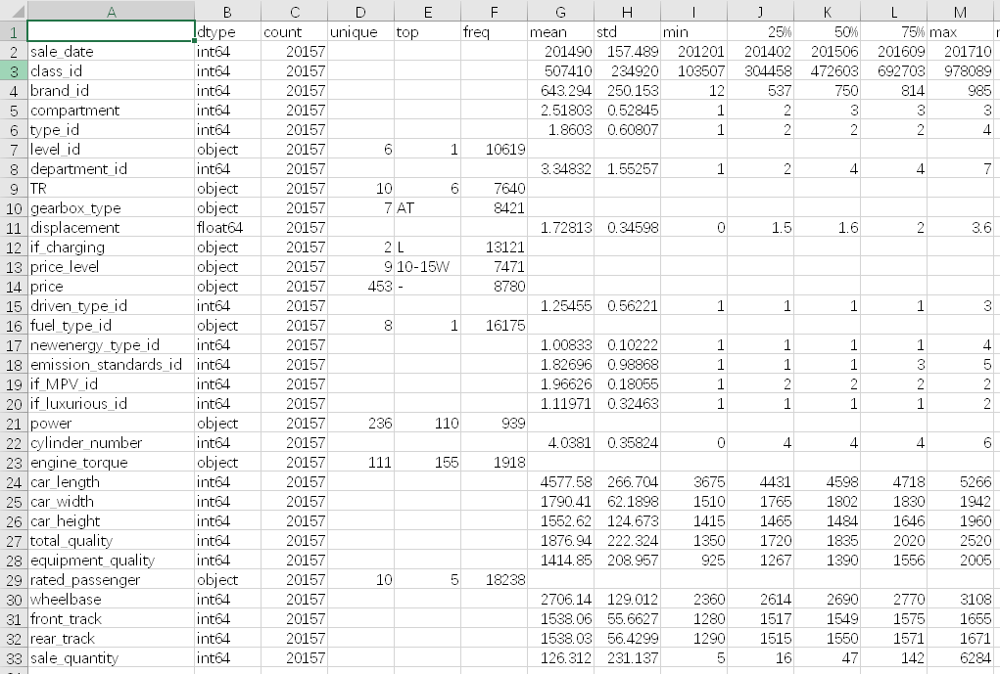 A B C D E F G H I J K L M
1 dtype count unique top freq mean std min 25% 50% 75% max
2 sale_date int64 20157 201490 157.489 201201 201402 201506 201609 201710
3 class_id int64 20157 507410 234920 103507 304458 472603 692703 978089
4 brand_id int64 20157 643.294 250.153 12 537 750 814 985
5 compartment int64 20157 2.51803 0.52845 1 2 3 3 3
6 type_id int64 20157 1.8603 0.60807 1 2 2 2 4
7 level_id object 20157 6 1 10619
8 department_id int64 20157 3.34832 1.55257 1 2 4 4 7
9 TR object 20157 10 6 7640
10 gearbox_type object 20157 7 AT 8421
11 displacement float64 20157 1.72813 0.34598 0 1.5 1.6 2 3.6
12 if_charging object 20157 2 L 13121
13 price_level object 20157 9 10-15W 7471
14 price object 20157 453 - 8780
15 driven_type_id int64 20157 1.25455 0.56221 1 1 1 1 3
16 fuel_type_id object 20157 8 1 16175
17 newenergy_type_id int64 20157 1.00833 0.10222 1 1 1 1 4
18 emission_standards_id int64 20157 1.82696 0.98868 1 1 1 3 5
19 if_MPV_id int64 20157 1.96626 0.18055 1 2 2 2 2
20 if_luxurious_id int64 20157 1.11971 0.32463 1 1 1 1 2
21 power object 20157 236 110 939
22 cylinder_number int64 20157 4.0381 0.35824 0 4 4 4 6
23 engine_torque object 20157 111 155 1918
24 car_length int64 20157 4577.58 266.704 3675 4431 4598 4718 5266
25 car_width int64 20157 1790.41 62.1898 1510 1765 1802 1830 1942
26 car_height int64 20157 1552.62 124.673 1415 1465 1484 1646 1960
27 total_quality int64 20157 1876.94 222.324 1350 1720 1835 2020 2520
28 equipment_quality int64 20157 1414.85 208.957 925 1267 1390 1556 2005
29 rated_passenger object 20157 10 5 18238
30 wheelbase int64 20157 2706.14 129.012 2360 2614 2690 2770 3108
31 front_track int64 20157 1538.06 55.6627 1280 1517 1549 1575 1655
32 rear_track int64 20157 1538.03 56.4299 1290 1515 1550 1571 1671
33 sale_quantity int64 20157 126.312 231.137 5 16 47 142 6284